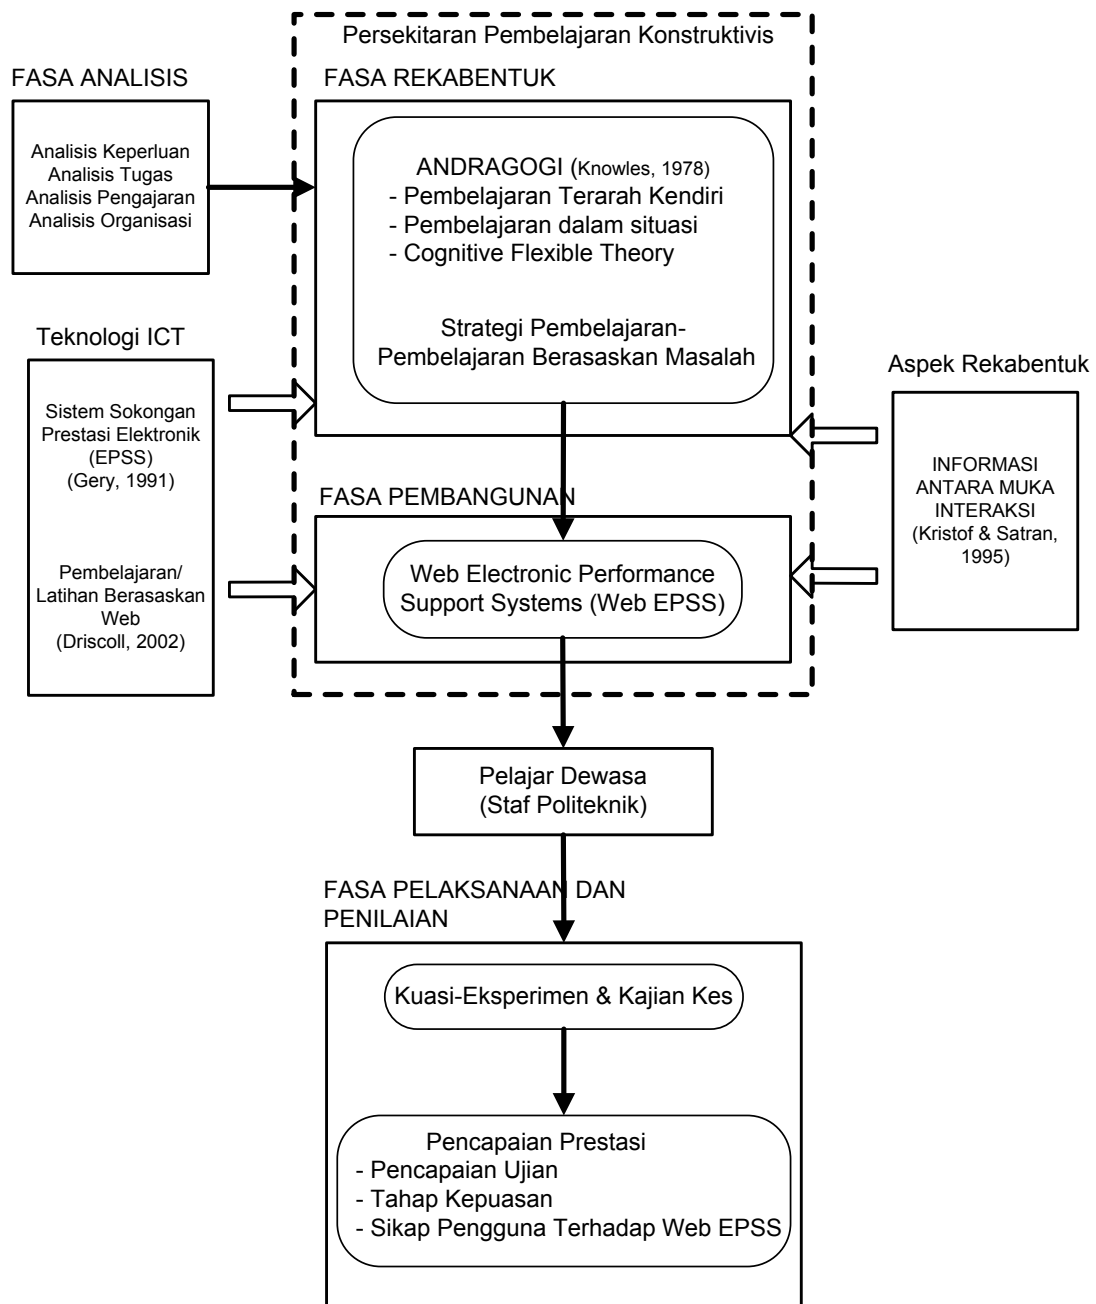 Persekitaran Pembelajaran Konstruktivis
FASA ANALISIS
Analisis Keperluan
Analisis Tugas
Analisis Pengajaran
Analisis Organisasi
FASA REKABENTUK
ANDRAGOGI (Knowles, 1978)
- Pembelajaran Terarah Kendiri
- Pembelajaran dalam situasi
- Cognitive Flexible Theory
Strategi Pembelajaran-
Pembelajaran Berasaskan Masalah
Teknologi ICT
Sistem Sokongan
Prestasi Elektronik
(EPSS)
(Gery, 1991)
Pembelajaran/
Latihan Berasaskan
Web
(Driscoll, 2002)
Aspek Rekabentuk
INFORMASI
ANTARA MUKA
INTERAKSI
(Kristof & Satran,
1995)
FASA PEMBANGUNAN
Web Electronic Performance
Support Systems (Web EPSS)
Pelajar Dewasa
(Staf Politeknik)
FASA PELAKSANAAN DAN
PENILAIAN
Kuasi-Eksperimen & Kajian Kes
Pencapaian Prestasi
- Pencapaian Ujian
- Tahap Kepuasan
- Sikap Pengguna Terhadap Web EPSS